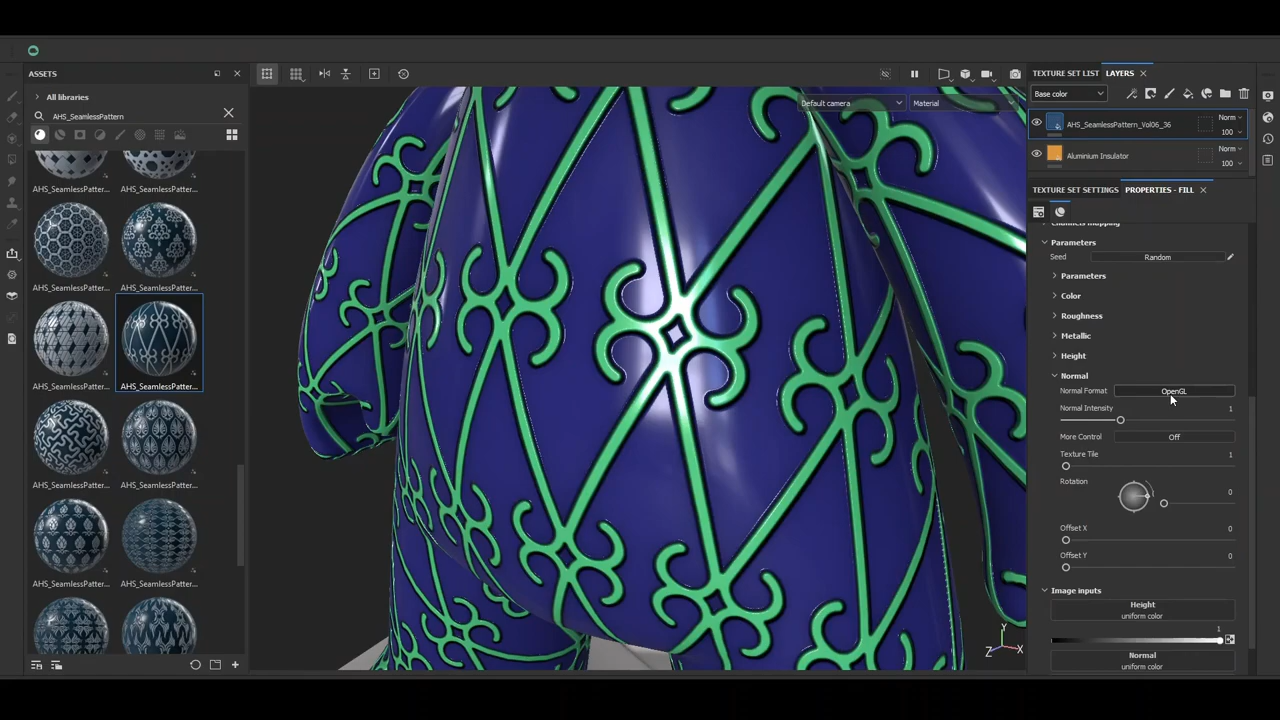 ASSETS
All libraries
AHS_SeamlessPattern
AHS_SeamlessPatter...
AHS_SeamlessPatter...
AHS_SeamlessPatter...
AHS_SeamlessPatter...
AHS_SeamlessPatter...
AHS_SeamlessPatter...
AHS_SeamlessPatter...
AHS_SeamlessPatter...
AHS_SeamlessPatter...
AHS_SeamlessPatter...
Default camera
Material
Y
Z
X
TEXTURE SET LIST
LAYERS
Base color
AHS_SeamlessPattern_Vol06_36
Norm
100
Aluminium Insulator
Norm
100
TEXTURE SET SETTINGS
PROPERTIES - FILL
Channels mapping
Parameters
Seed
Random
Parameters
Color
Roughness
Metallic
Height
Normal
Normal Format
OpenGL
Normal Intensity
1
More Control
Off
Texture Tile
1
Rotation
0
Offset X
0
Offset Y
0
Image inputs
Height
uniform color
1
Normal
uniform color